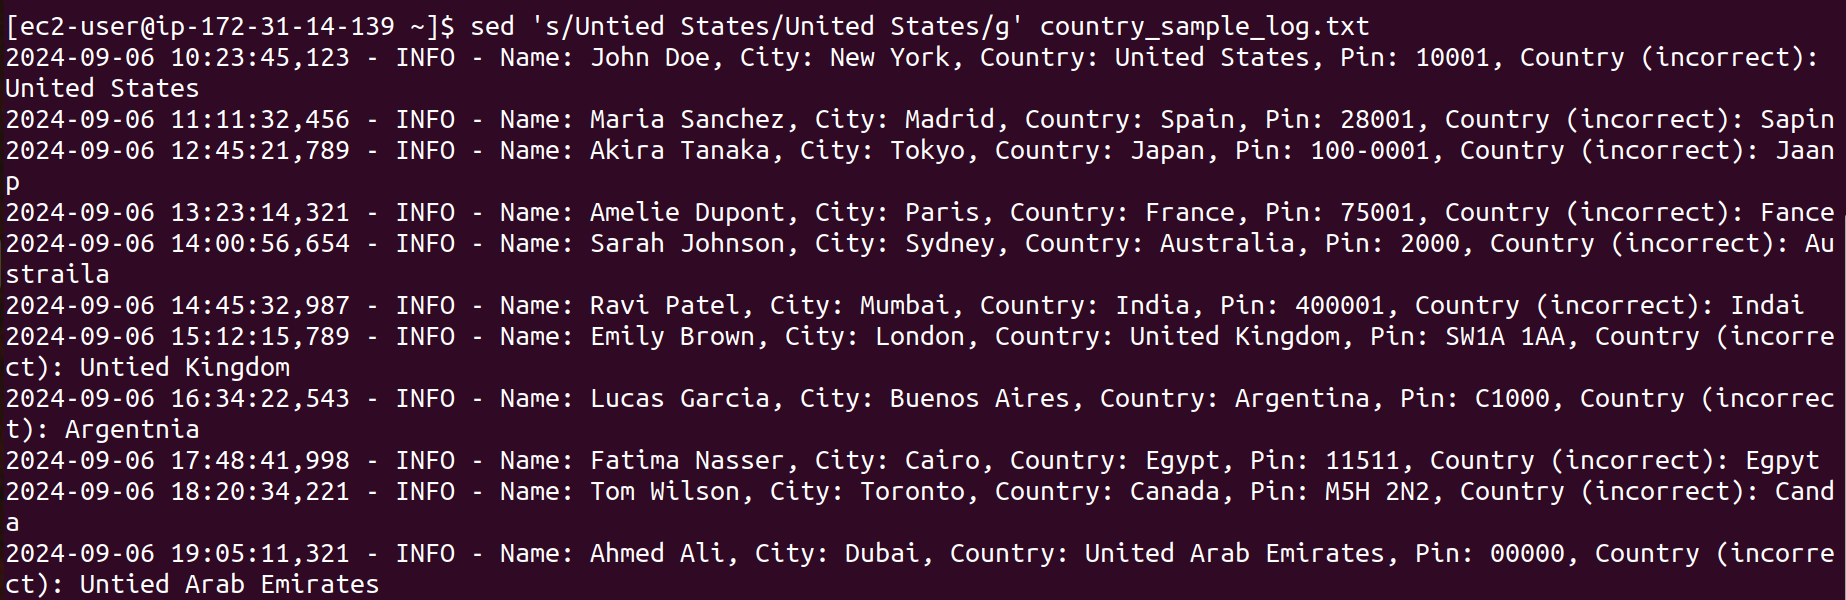 [ec2-user@ip-172-31-14-139 ~]$ sed 's/Untied States/United States/g' country_sample_log.txt
2024-09-06 10:23:45,123 - INFO - Name: John Doe, City: New York, Country: United States, Pin: 10001, Country (incorrect):
United States
2024-09-06 11:11:32,456 - INFO - Name: Maria Sanchez, City: Madrid, Country: Spain, Pin: 28001, Country (incorrect): Sapin
2024-09-06 12:45:21,789 - INFO - Name: Akira Tanaka, City: Tokyo, Country: Japan, Pin: 100-0001, Country (incorrect): Jaan
p
2024-09-06 13:23:14,321 - INFO - Name: Amelie Dupont, City: Paris, Country: France, Pin: 75001, Country (incorrect): Fance
2024-09-06 14:00:56,654 - INFO - Name: Sarah Johnson, City: Sydney, Country: Australia, Pin: 2000, Country (incorrect): Au
straila
2024-09-06 14:45:32,987 - INFO - Name: Ravi Patel, City: Mumbai, Country: India, Pin: 400001, Country (incorrect): Indai
2024-09-06 15:12:15,789 - INFO - Name: Emily Brown, City: London, Country: United Kingdom, Pin: SW1A 1AA, Country (incorre
ct): Untied Kingdom
2024-09-06 16:34:22,543 - INFO - Name: Lucas Garcia, City: Buenos Aires, Country: Argentina, Pin: C1000, Country (incorrec
t): Argentnia
2024-09-06 17:48:41,998 - INFO - Name: Fatima Nasser, City: Cairo, Country: Egypt, Pin: 11511, Country (incorrect): Egpyt
2024-09-06 18:20:34,221 - INFO - Name: Tom Wilson, City: Toronto, Country: Canada, Pin: M5H 2N2, Country (incorrect): Cand
a
2024-09-06 19:05:11,321 - INFO - Name: Ahmed Ali, City: Dubai, Country: United Arab Emirates, Pin: 00000, Country (incorre
ct): Untied Arab Emirates